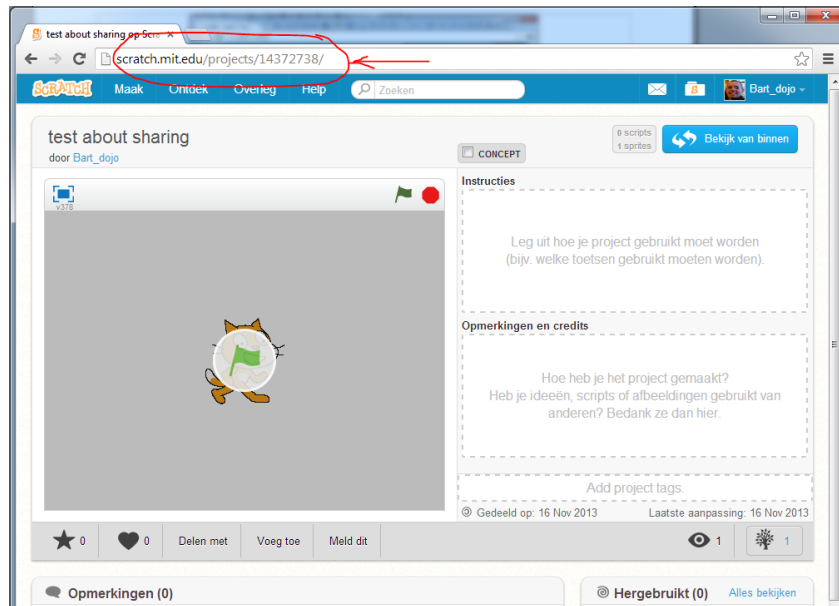 test about sharing op Scra
scratch.mit.edu/projects/14372738/
SCRATCH Maak Ontdek Overleg Help Zoeken Bart_dojo
test about sharing
door Bart_dojo
CONCEPT
0 scripts
1 sprites
Bekijk van binnen
v378
Instructies
Leg uit hoe je project gebruikt moet worden
(bijv. welke toetsen gebruikt moeten worden).
Opmerkingen en credits
Hoe heb je het project gemaakt?
Heb je ideeën, scripts of afbeeldingen gebruikt van
anderen? Bedank ze dan hier.
Add project tags.
Gedeeld op: 16 Nov 2013 Laatste aanpassing: 16 Nov 2013
0 0 Delen met Voeg toe Meld dit 1 1
Opmerkingen (0) Hergebruikt (0) Alles bekijken